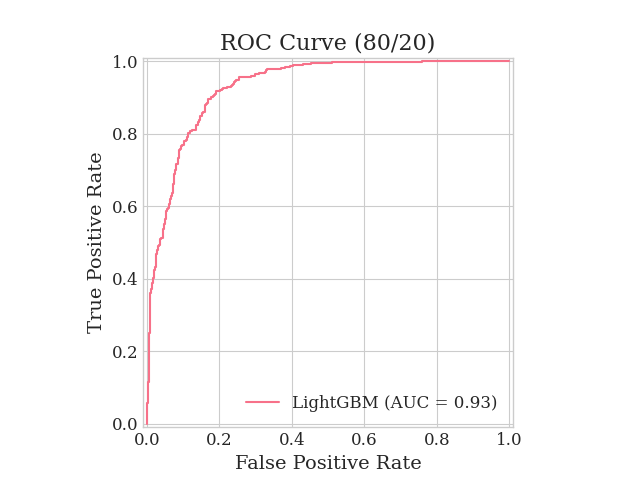 ROC Curve (80/20)
True Positive Rate
1.0
0.8
0.6
0.4
0.2
0.0
LightGBM (AUC = 0.93)
0.0 0.2 0.4 0.6 0.8 1.0
False Positive Rate